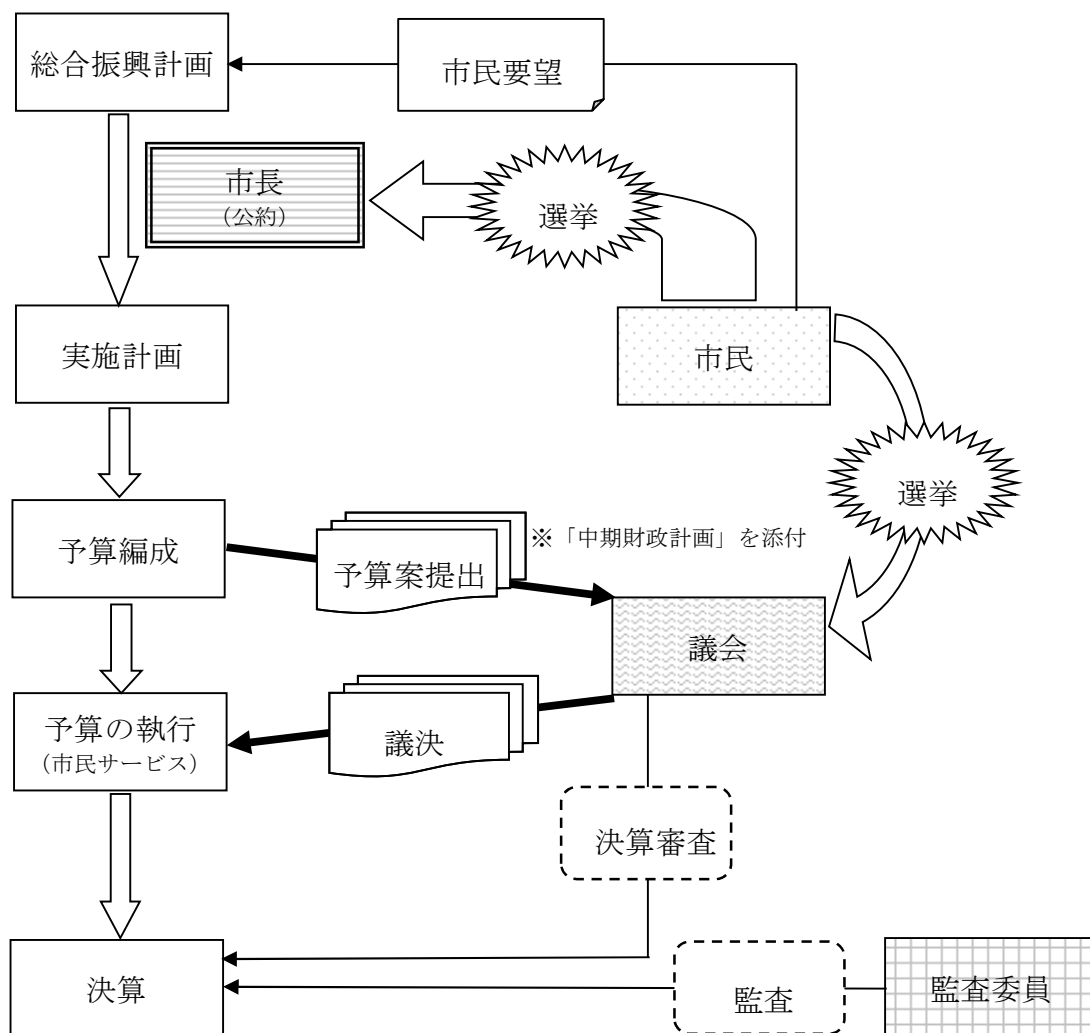 総合振興計画
市民要望
市長
（公約）
選挙
実施計画
市民
選挙
予算編成
予算案提出
※「中期財政計画」を添付
議会
予算の執行
（市民サービス）
議決
決算審査
決算
監査
監査委員